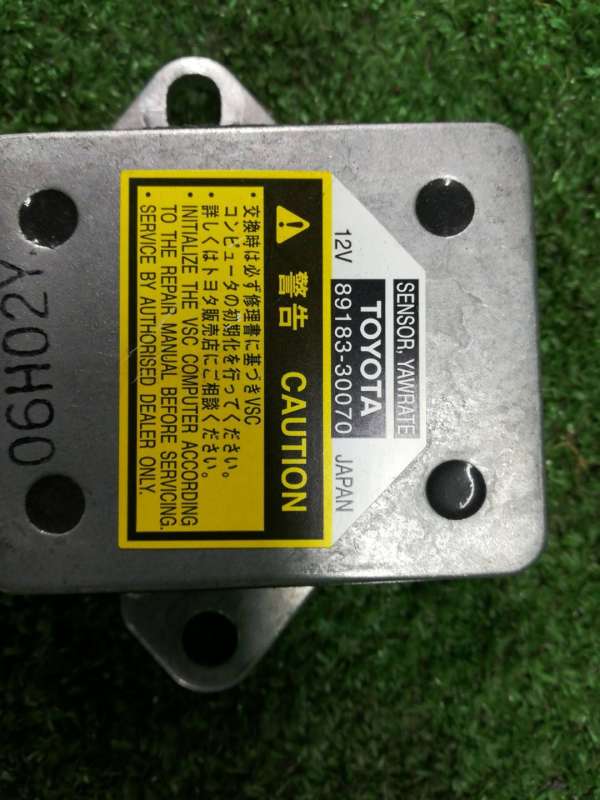 SENSOR, YAWRATE
TOYOTA
12V 89183-30070 JAPAN
警告 CAUTION
・交換時は必ず修理書に基づきVSC
コンピュータの初期化を行ってください。
・詳しくはトヨタ販売店にご相談ください。
・INITIALIZE THE VSC COMPUTER ACCORDING
TO THE REPAIR MANUAL BEFORE SERVICING.
・SERVICE BY AUTHORISED DEALER ONLY.
06H02Y